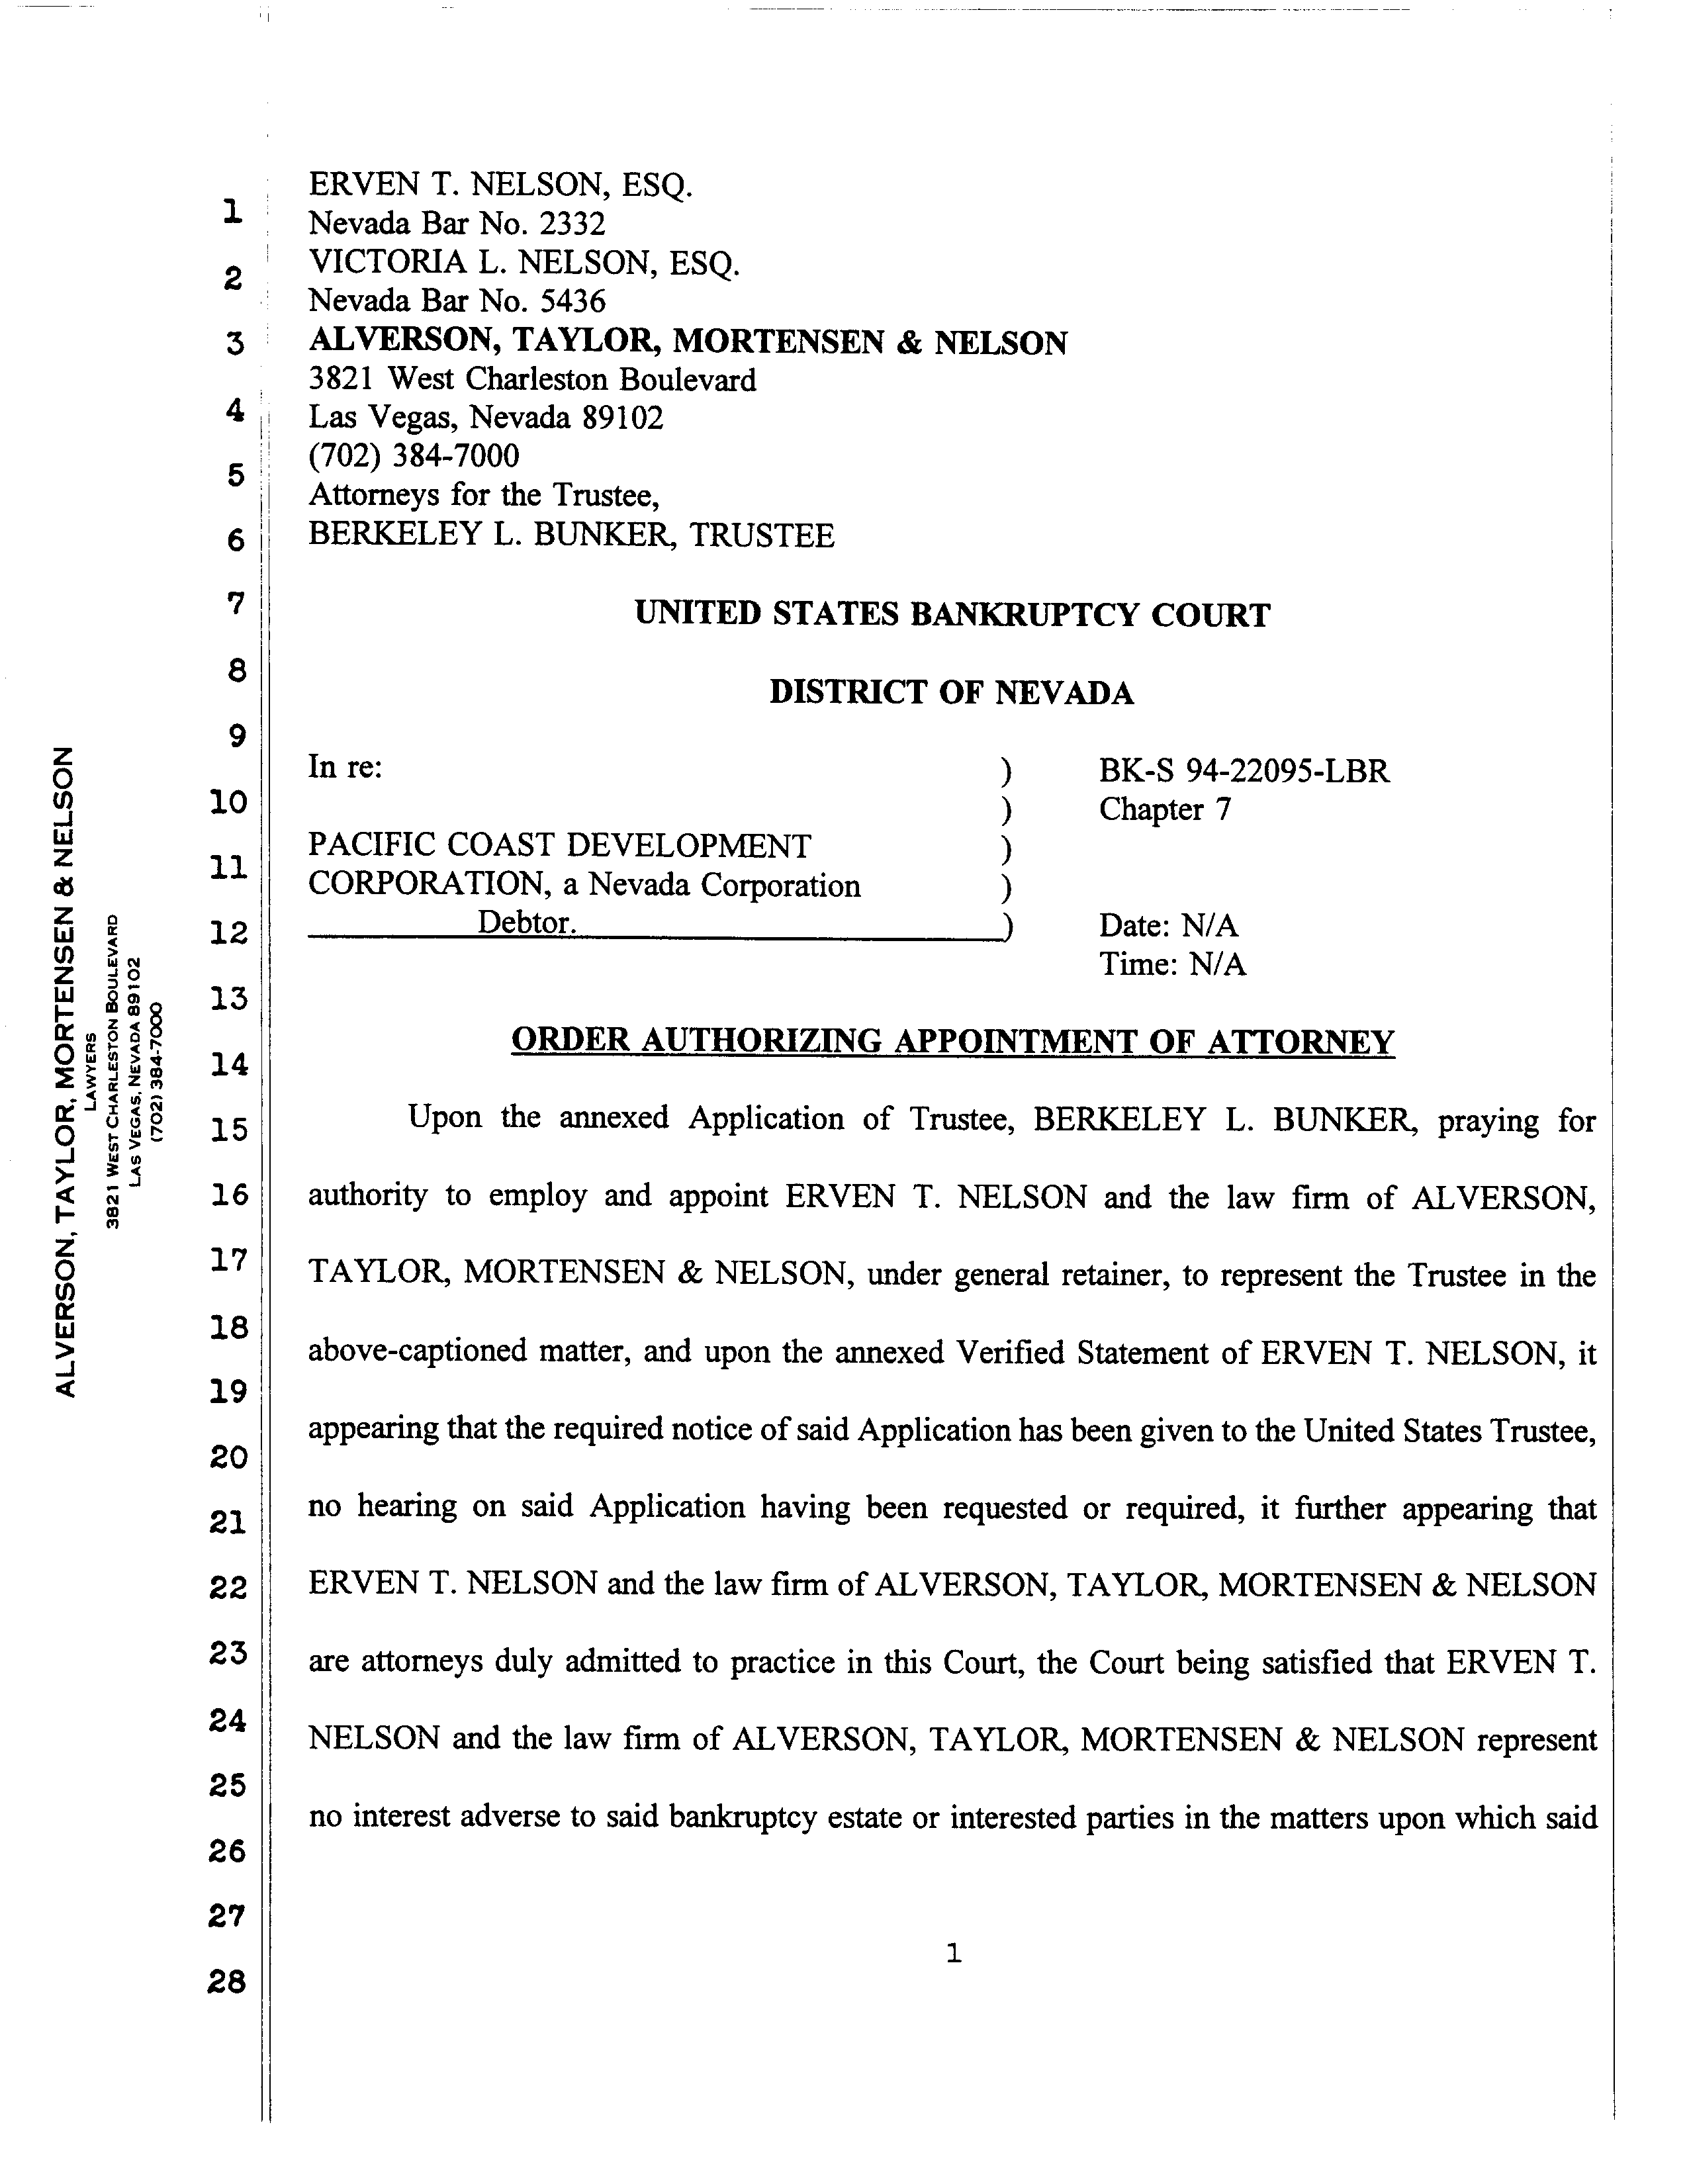 ERVEN T. NELSON, ESQ.
1
Nevada Bar No. 2332
VICTORIA L. NELSON, ESQ.
2
Nevada Bar No. 5436
3 ALVERSON, TAYLOR, MORTENSEN & NELSON
3821 West Charleston Boulevard
4 Las Vegas, Nevada 89102
(702) 384-7000
5
Attorneys for the Trustee,
6 BERKELEY L. BUNKER, TRUSTEE
7 UNITED STATES BANKRUPTCY COURT
8
DISTRICT OF NEVADA
9
In re: ) BK-S 94-22095-LBR
10 ) Chapter 7
PACIFIC COAST DEVELOPMENT )
11
CORPORATION, a Nevada Corporation )
12 Debtor. ) Date: N/A
Time: N/A
13
ORDER AUTHORIZING APPOINTMENT OF ATTORNEY
14
15 Upon the annexed Application of Trustee, BERKELEY L. BUNKER, praying for
16 authority to employ and appoint ERVEN T. NELSON and the law firm of ALVERSON,
17 TAYLOR, MORTENSEN & NELSON, under general retainer, to represent the Trustee in the
18
above-captioned matter, and upon the annexed Verified Statement of ERVEN T. NELSON, it
19
appearing that the required notice of said Application has been given to the United States Trustee,
20
no hearing on said Application having been requested or required, it further appearing that
21
22 ERVEN T. NELSON and the law firm of ALVERSON, TAYLOR, MORTENSEN & NELSON
23 are attorneys duly admitted to practice in this Court, the Court being satisfied that ERVEN T.
24 NELSON and the law firm of ALVERSON, TAYLOR, MORTENSEN & NELSON represent
25
no interest adverse to said bankruptcy estate or interested parties in the matters upon which said
26
27
1
28
ALVERSON, TAYLOR, MORTENSEN & NELSON
LAWYERS
3821 WEST CHARLESTON BOULEVARD
LAS VEGAS, NEVADA 89102
(702) 384-7000